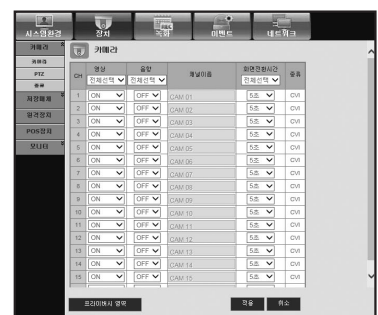 시스템환경 장치 녹화 이벤트 네트워크
카메라
카메라
PTZ
종류
저장매체
원격장치
POS장치
모니터
카메라
CH 영상 음향 채널이름 화면전환시간 종류
전체선택 전체선택 전체선택
1 ON OFF CAM 01 5초 CVI
2 ON OFF CAM 02 5초 CVI
3 ON OFF CAM 03 5초 CVI
4 ON OFF CAM 04 5초 CVI
5 ON OFF CAM 05 5초 CVI
6 ON OFF CAM 06 5초 CVI
7 ON OFF CAM 07 5초 CVI
8 ON OFF CAM 08 5초 CVI
9 ON OFF CAM 09 5초 CVI
10 ON OFF CAM 10 5초 CVI
11 ON OFF CAM 11 5초 CVI
12 ON OFF CAM 12 5초 CVI
13 ON OFF CAM 13 5초 CVI
14 ON OFF CAM 14 5초 CVI
15 ON OFF CAM 15 5초 CVI
프라이버시 영역 적용 취소